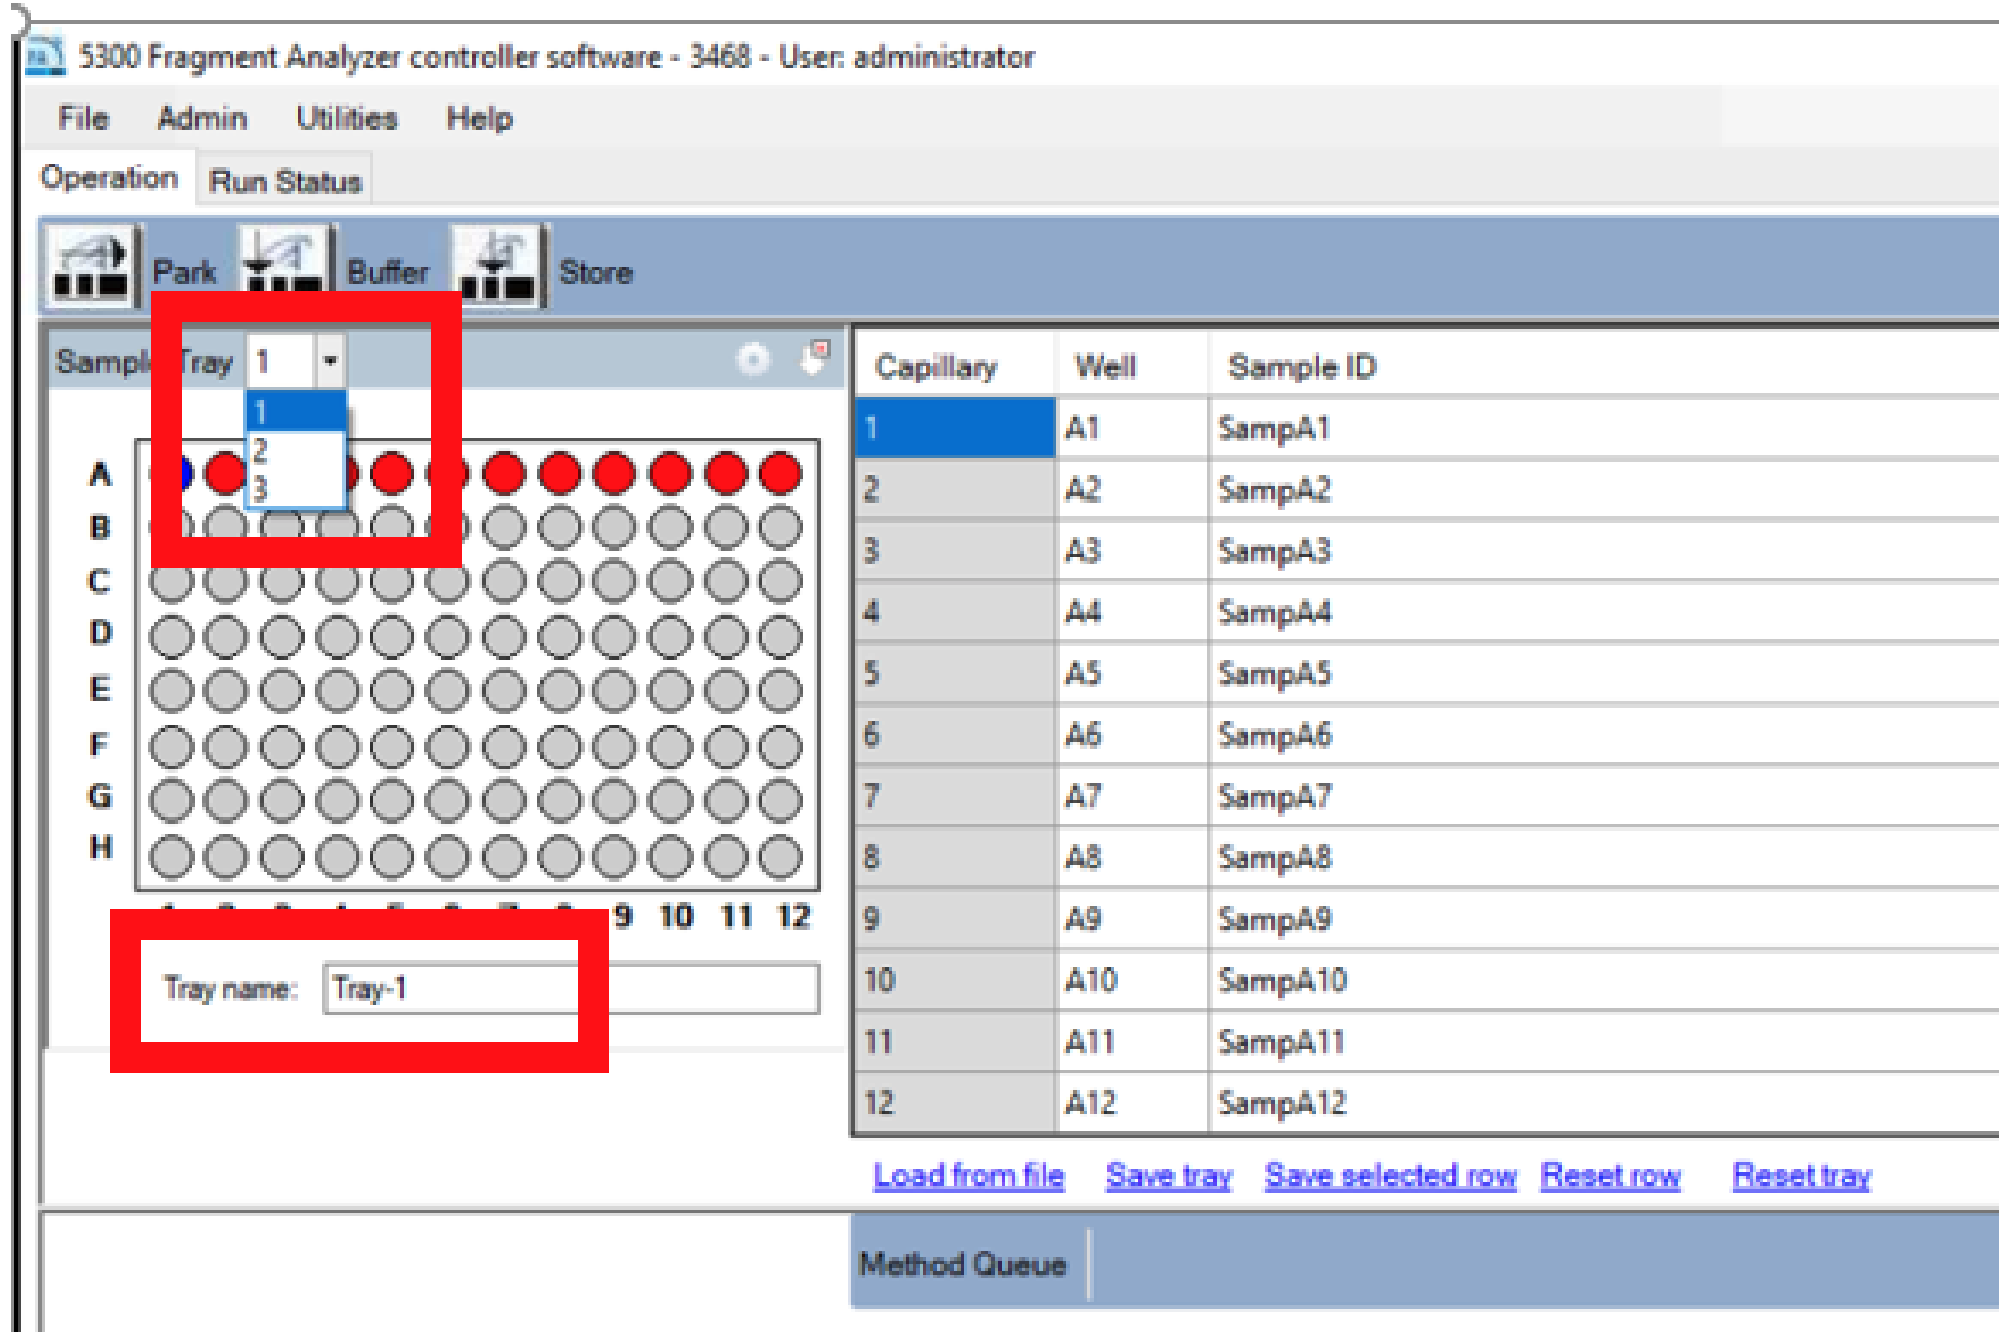 5300 Fragment Analyzer controller software - 3468 - User: administrator
File Admin Utilities Help
Operation Run Status
Park Buffer Store
Sample Tray 1
1
2
3
A
B
C
D
E
F
G
H
9 10 11 12
Tray name: Tray-1
Capillary Well Sample ID
1 A1 SampA1
2 A2 SampA2
3 A3 SampA3
4 A4 SampA4
5 A5 SampA5
6 A6 SampA6
7 A7 SampA7
8 A8 SampA8
9 A9 SampA9
10 A10 SampA10
11 A11 SampA11
12 A12 SampA12
Load from file Save tray Save selected row Reset row Reset tray
Method Queue